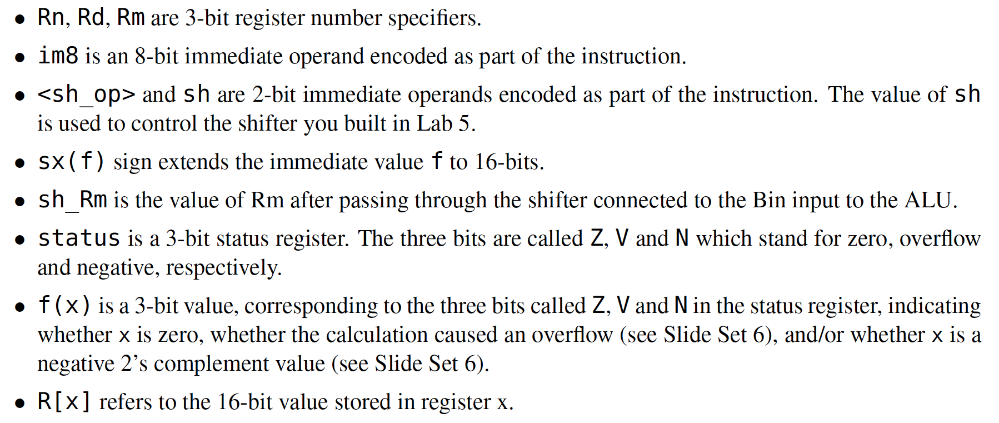 • Rn, Rd, Rm are 3-bit register number specifiers.
• im8 is an 8-bit immediate operand encoded as part of the instruction.
• <sh_op> and sh are 2-bit immediate operands encoded as part of the instruction. The value of sh
is used to control the shifter you built in Lab 5.
• sx(f) sign extends the immediate value f to 16-bits.
• sh_Rm is the value of Rm after passing through the shifter connected to the Bin input to the ALU.
• status is a 3-bit status register. The three bits are called Z, V and N which stand for zero, overflow
and negative, respectively.
• f(x) is a 3-bit value, corresponding to the three bits called Z, V and N in the status register, indicating
whether x is zero, whether the calculation caused an overflow (see Slide Set 6), and/or whether x is a
negative 2's complement value (see Slide Set 6).
• R[x] refers to the 16-bit value stored in register x.